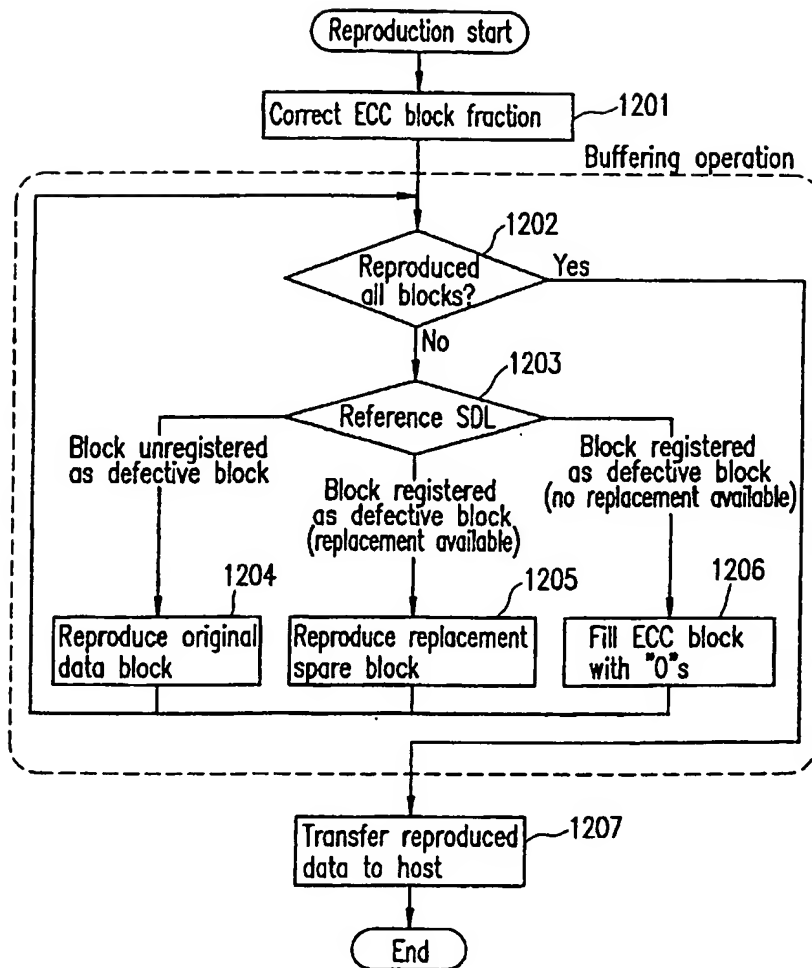 Reproduction start
Correct ECC block fraction
1201
Buffering operation
1202
Reproduced
all blocks?
Yes
No
1203
Reference SDL
Block unregistered
as defective block
Block registered
as defective block
(replacement available)
Block registered
as defective block
(no replacement available)
1204
Reproduce original
data block
1205
Reproduce replacement
spare block
1206
Fill ECC block
with "0"s
Transfer reproduced
data to host
1207
End